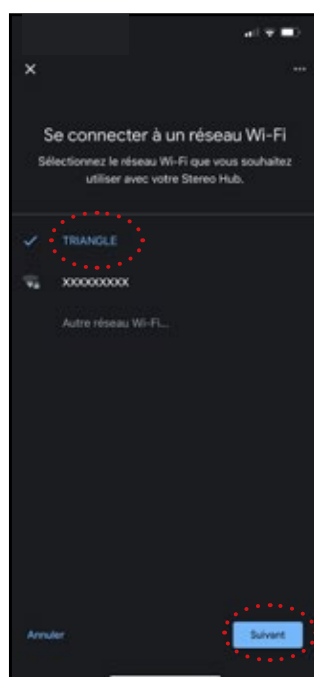 Se connecter à un réseau Wi-Fi
Sélectionnez le réseau Wi-Fi que vous souhaitez
utiliser avec votre Stereo Hub.
TRIANGLE
XXXXXXXXX
Autre réseau Wi-Fi...
Annuler
Suivant